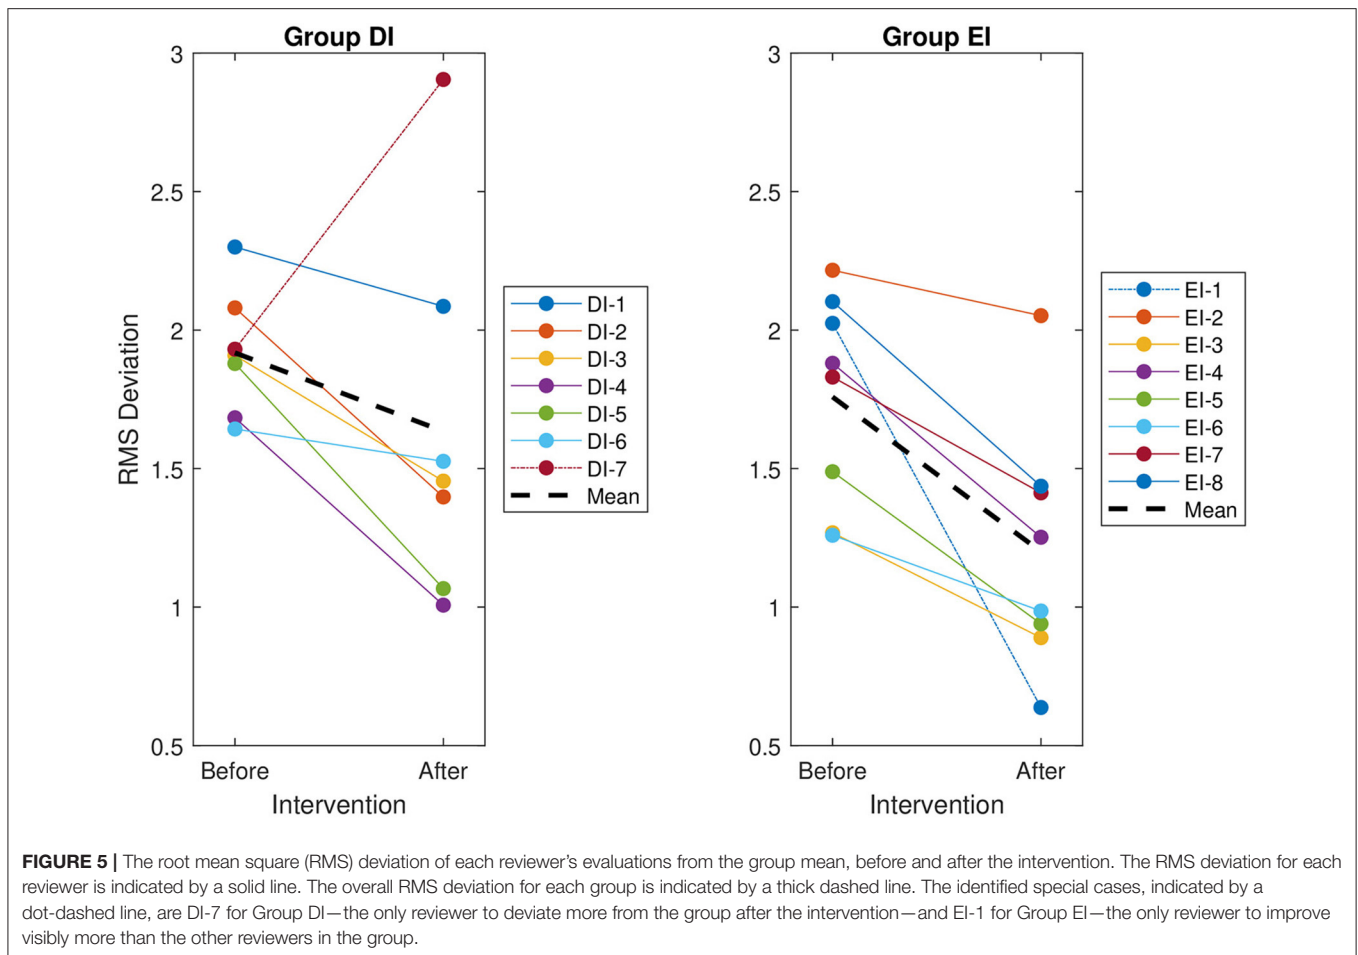 Group DI
3
2.5
2
1.5
1
0.5
RMS Deviation
Before
After
Intervention
DI-1
DI-2
DI-3
DI-4
DI-5
DI-6
DI-7
Mean
Group EI
3
2.5
2
1.5
1
0.5
Before
After
Intervention
EI-1
EI-2
EI-3
EI-4
EI-5
EI-6
EI-7
EI-8
Mean
FIGURE 5 | The root mean square (RMS) deviation of each reviewer's evaluations from the group mean, before and after the intervention. The RMS deviation for each
reviewer is indicated by a solid line. The overall RMS deviation for each group is indicated by a thick dashed line. The identified special cases, indicated by a
dot-dashed line, are DI-7 for Group DI—the only reviewer to deviate more from the group after the intervention—and EI-1 for Group EI—the only reviewer to improve
visibly more than the other reviewers in the group.